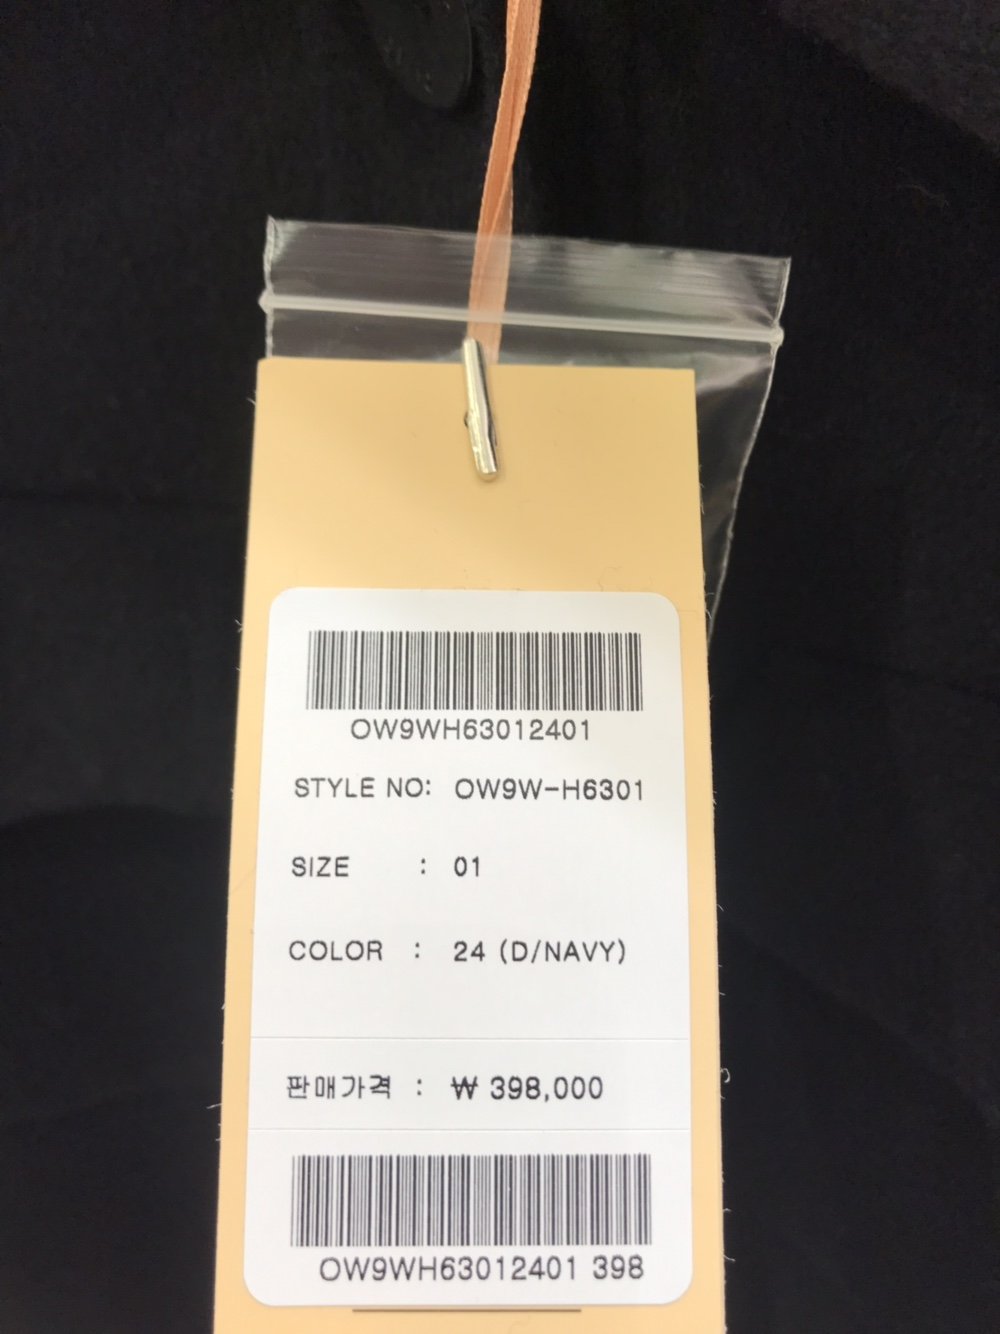 OW9WH63012401
STYLE NO: OW9W-H6301
SIZE : 01
COLOR : 24 (D/NAVY)
판매가격 : ₩ 398,000
OW9WH63012401 398